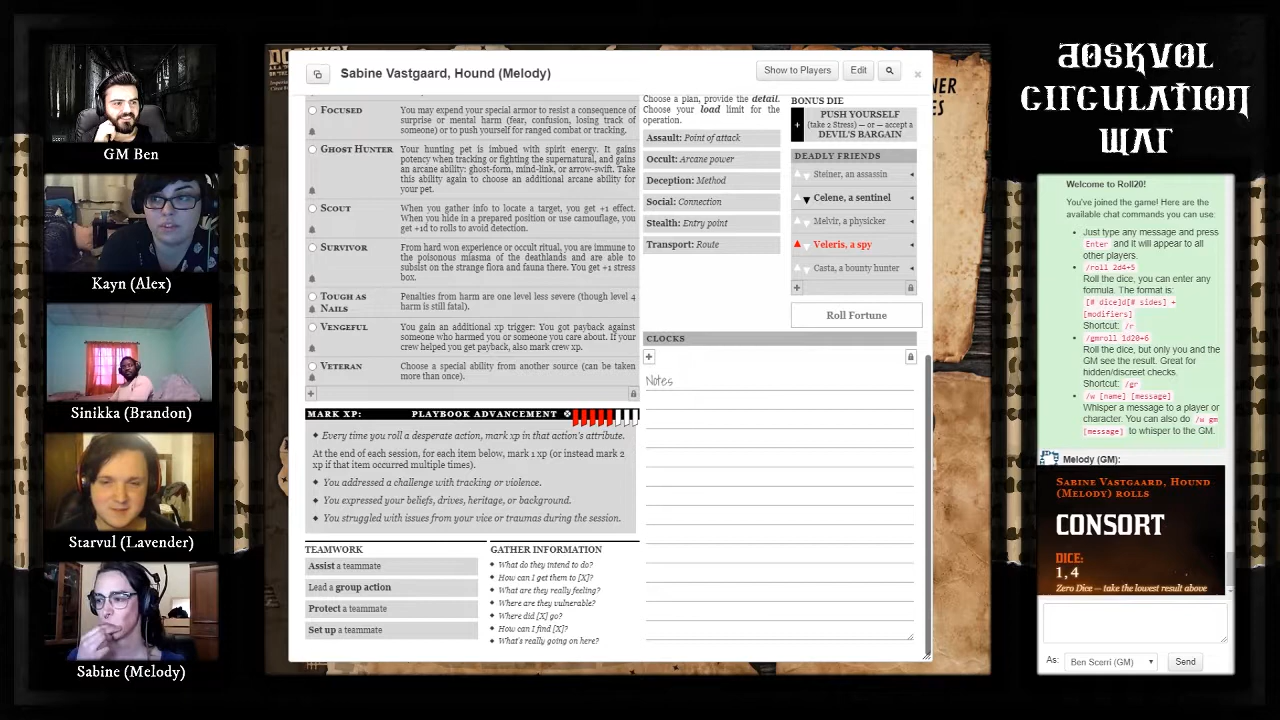 GM Ben
Kayn (Alex)
Sinikka (Brandon)
Starvul (Lavender)
Sabine (Melody)
Sabine Vastgaard, Hound (Melody)
Show to Players
Edit
×
Focused
You may expend your special armor to resist a consequence of
surprise or mental harm (fear, confusion, losing track of
someone) or to push yourself for ranged combat or tracking.
Ghost Hunter
Your hunting pet is imbued with spirit energy. It gains
potency when tracking or fighting the supernatural, and gains
an arcane ability: ghost-form, mind-link, or arrow-swift. Take
this ability again to choose an additional arcane ability for
your pet.
Scout
When you gather info to locate a target, you get +1 effect.
When you hide in a prepared position or use camouflage, you
get +1d to rolls to avoid detection.
Survivor
From hard won experience or occult ritual, you are immune to
the poisonous miasma of the deathlands and are able to
subsist on the strange flora and fauna there. You get +1 stress
box.
Tough as
Nails
Penalties from harm are one level less severe (though level
harm is still fatal).
Vengeful
You gain an additional xp trigger: You got payback against
someone who harmed you or someone you care about. If your
crew helped you get payback, also mark crew xp.
Veteran
Choose a special ability from another source (can be taken
more than once).
+
MARK XP:
PLAYBOOK ADVANCEMENT
Every time you roll a desperate action, mark xp in that action's attribute.
At the end of each session, for each item below, mark 1 xp (or instead mark 2
xp if that item occurred multiple times).
You addressed a challenge with tracking or violence.
You expressed your beliefs, drives, heritage, or background.
You struggled with issues from your vice or traumas during the session.
TEAMWORK
Assist a teammate
Lead a group action
Protect a teammate
Set up a teammate
GATHER INFORMATION
What do they intend to do?
How can I get them to [X]?
What are they really feeling?
Where are they vulnerable?
Where did [X] go?
How can I find [X]?
What's really going on here?
Choose a plan, provide the detail.
Choose your load limit for the
operation.
Assault: Point of attack
Occult: Arcane power
Deception: Method
Social: Connection
Stealth: Entry point
Transport: Route
BONUS DIE
+
PUSH YOURSELF
(take 2 Stress) — or — accept a
DEVIL'S BARGAIN
DEADLY FRIENDS
Steiner, an assassin
Celene, a sentinel
Melvir, a physicker
Veleris, a spy
Casta, a bounty hunter
+
Roll Fortune
CLOCKS
+
Notes
DOSKVOL
CIRCULATION
WAR
Welcome to Roll20!
You've joined the game! Here are the
available chat commands you can use:
Just type any message and press
Enter and it will appear to all
other players.
/roll 2d4+5
Roll the dice, you can enter any
formula. The format is:
[# dice]d[# sides] +
[modifiers]
Shortcut: /r
/gmroll 1d20+6
Roll the dice, but only you and the
GM see the result. Great for
hidden/discreet checks.
Shortcut: /gr
/w [name] [message]
Whisper a message to a player or
character. You can also do /w gm
[message] to whisper to the GM.
Melody (GM):
Sabine Vastgaard, Hound
(Melody) rolls
CONSORT
DICE:
1, 4
Zero Dice — take the lowest result above
As:
Ben Scerri (GM)
Send